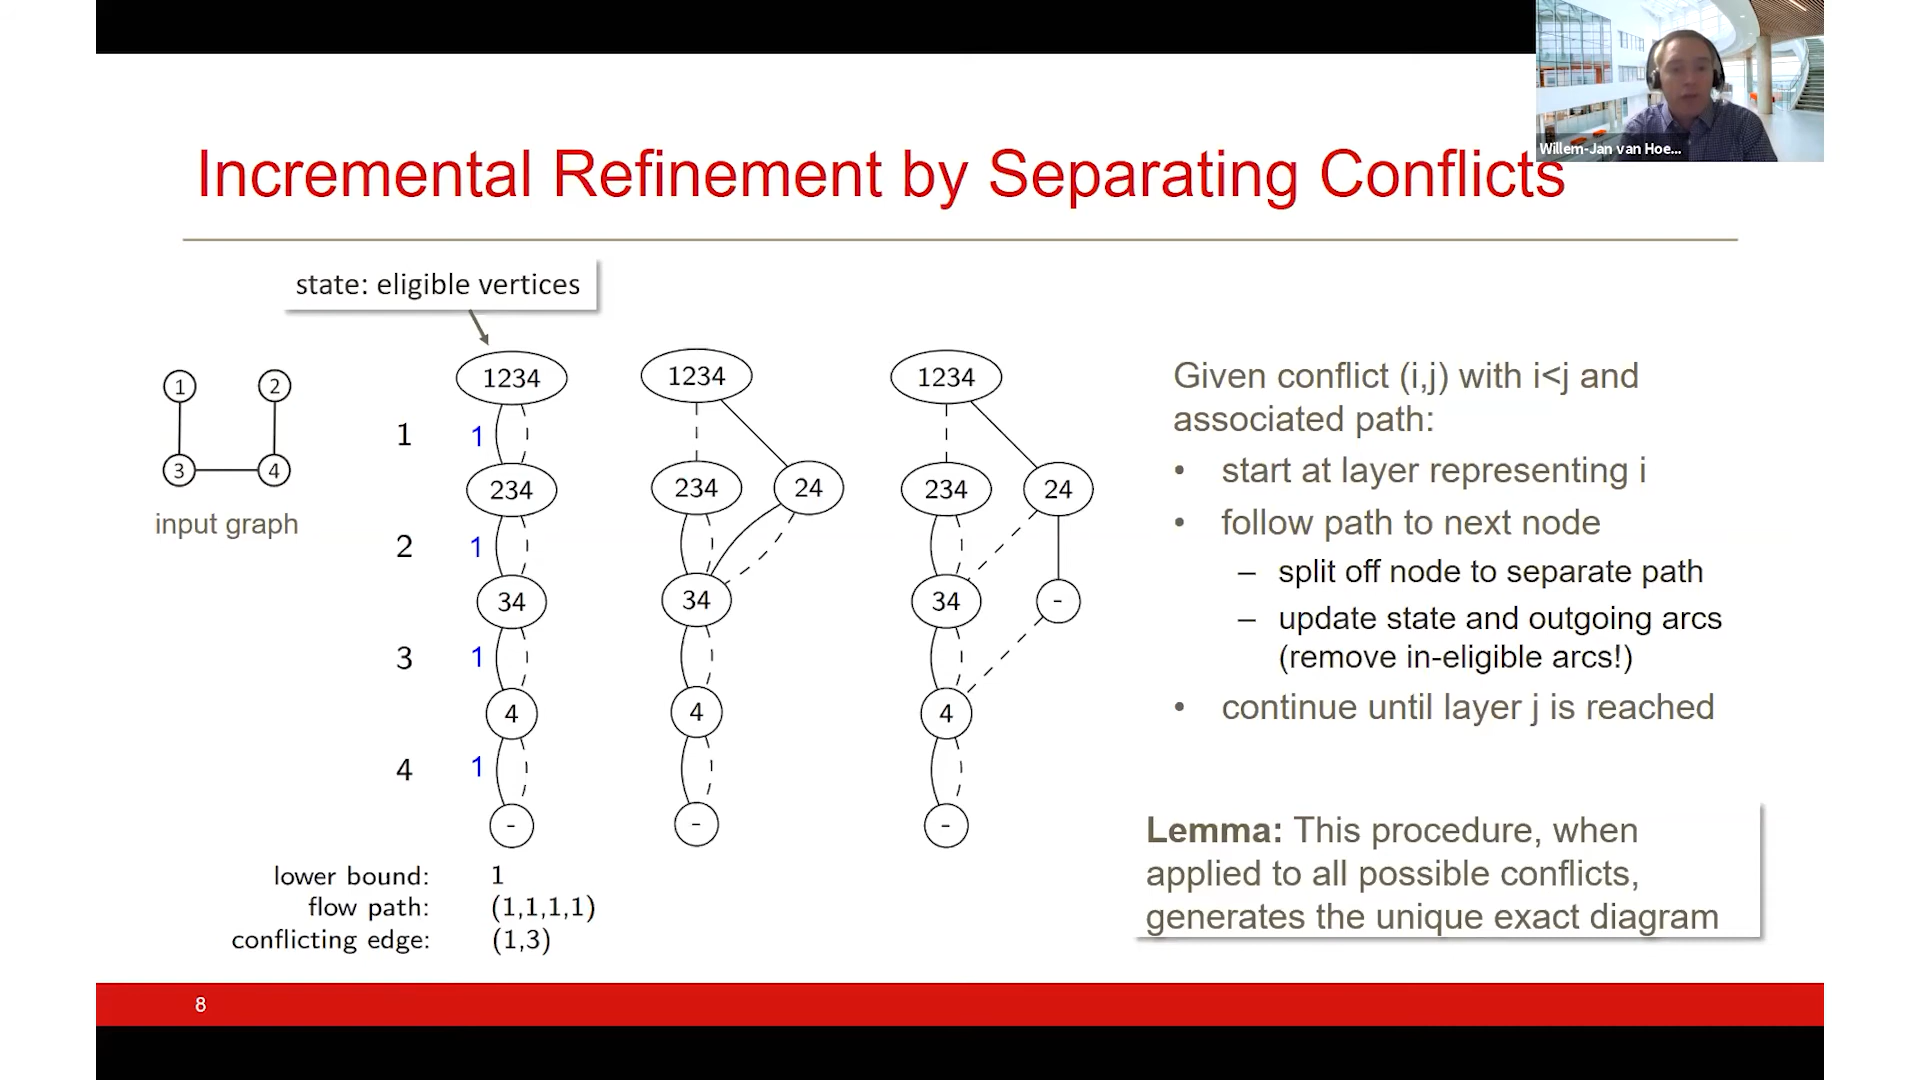 Willem-Jan van Hoe...
Incremental Refinement by Separating Conflicts
state: eligible vertices
1 2
3 4
input graph
1234 1234 1234
1 1
234 234 24 234 24
2 1
34 34 34 -
3 1
4 4 4
4 1
- - -
lower bound: 1
flow path: (1,1,1,1)
conflicting edge: (1,3)
Given conflict (i,j) with i<j and
associated path:
• start at layer representing i
• follow path to next node
– split off node to separate path
– update state and outgoing arcs
(remove in-eligible arcs!)
• continue until layer j is reached
Lemma: This procedure, when
applied to all possible conflicts,
generates the unique exact diagram
8